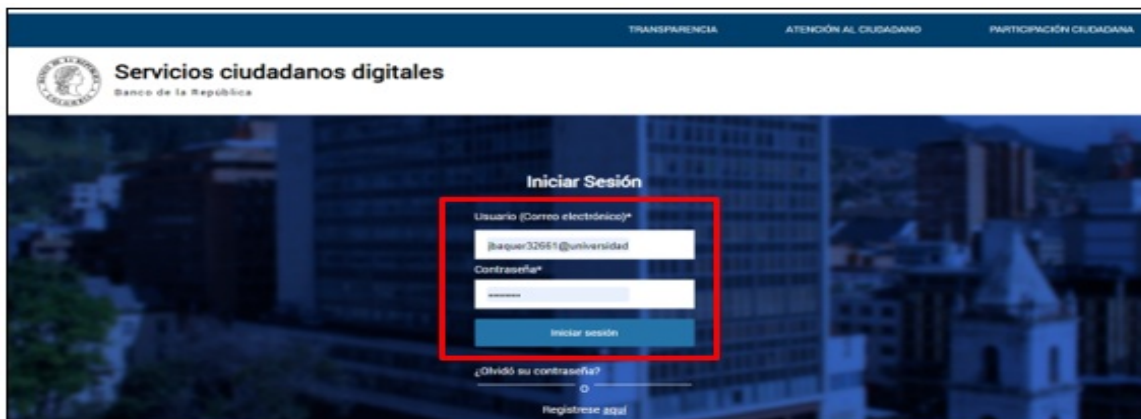 TRANSPARENCIA ATENCIÓN AL CIUDADANO PARTICIPACIÓN CIUDADANA
Servicios ciudadanos digitales
Banco de la República
Iniciar Sesión
Usuario (Correo electrónico)*
jbaquer32661@universidad
Contraseña*
Iniciar sesión
¿Olvidó su contraseña?
O
Regístrese aquí